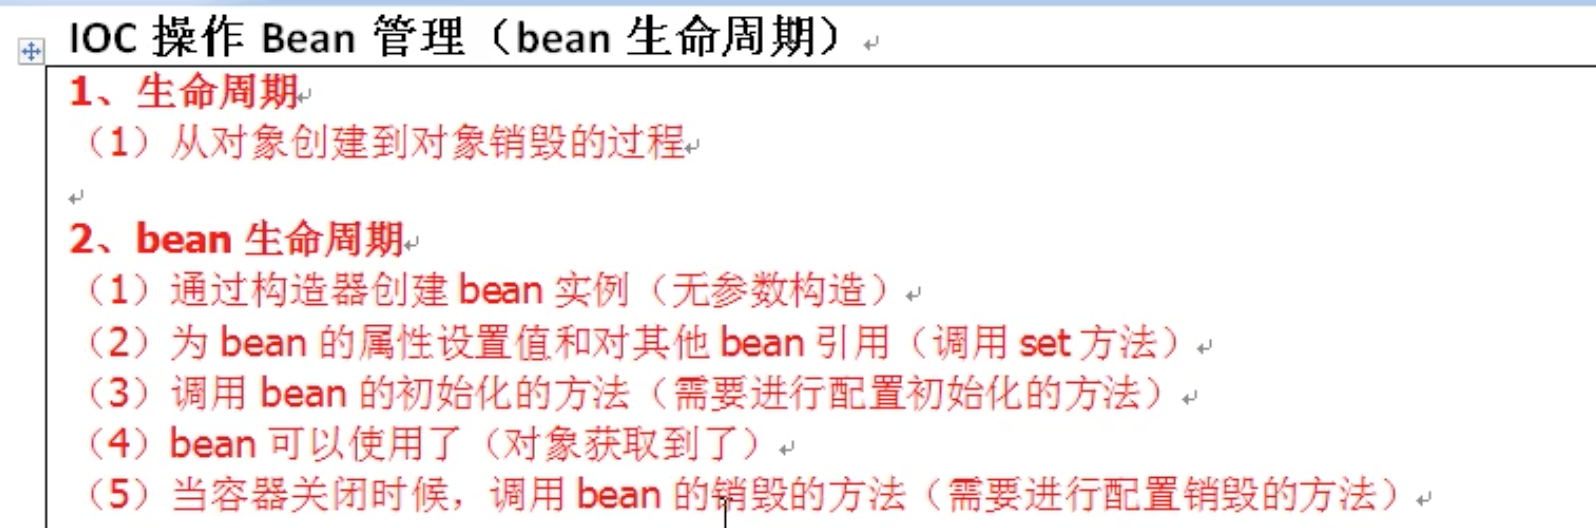 IOC 操作 Bean 管理（bean 生命周期）
1、生命周期
（1）从对象创建到对象销毁的过程
2、bean 生命周期
（1）通过构造器创建 bean 实例（无参数构造）
（2）为 bean 的属性设置值和对其他 bean 引用（调用 set 方法）
（3）调用 bean 的初始化的方法（需要进行配置初始化的方法）
（4）bean 可以使用了（对象获取到了）
（5）当容器关闭时候，调用 bean 的销毁的方法（需要进行配置销毁的方法）